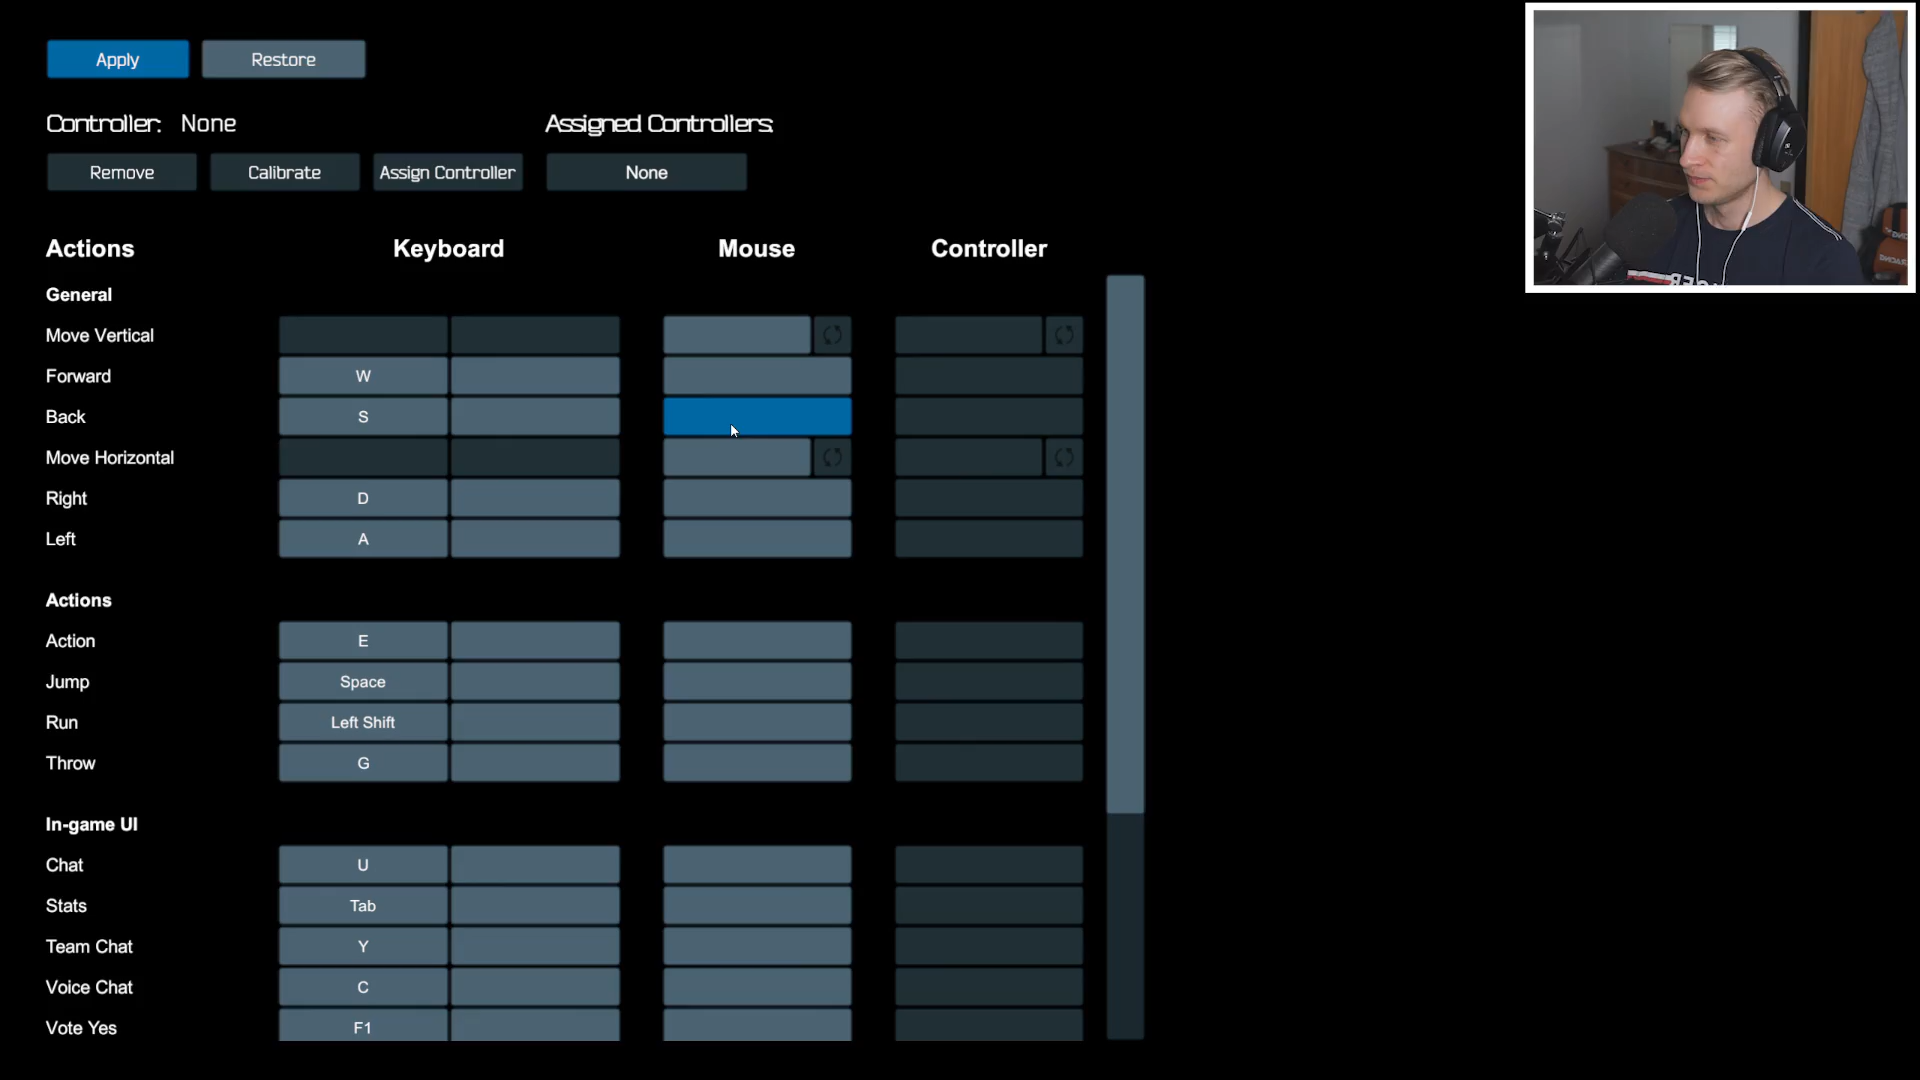 Apply Restore
Controller: None Assigned Controllers:
Remove Calibrate Assign Controller None
Actions Keyboard Mouse Controller
General
Move Vertical
Forward W
Back S
Move Horizontal
Right D
Left A
Actions
Action E
Jump Space
Run Left Shift
Throw G
In-game UI
Chat U
Stats Tab
Team Chat Y
Voice Chat C
Vote Yes F1